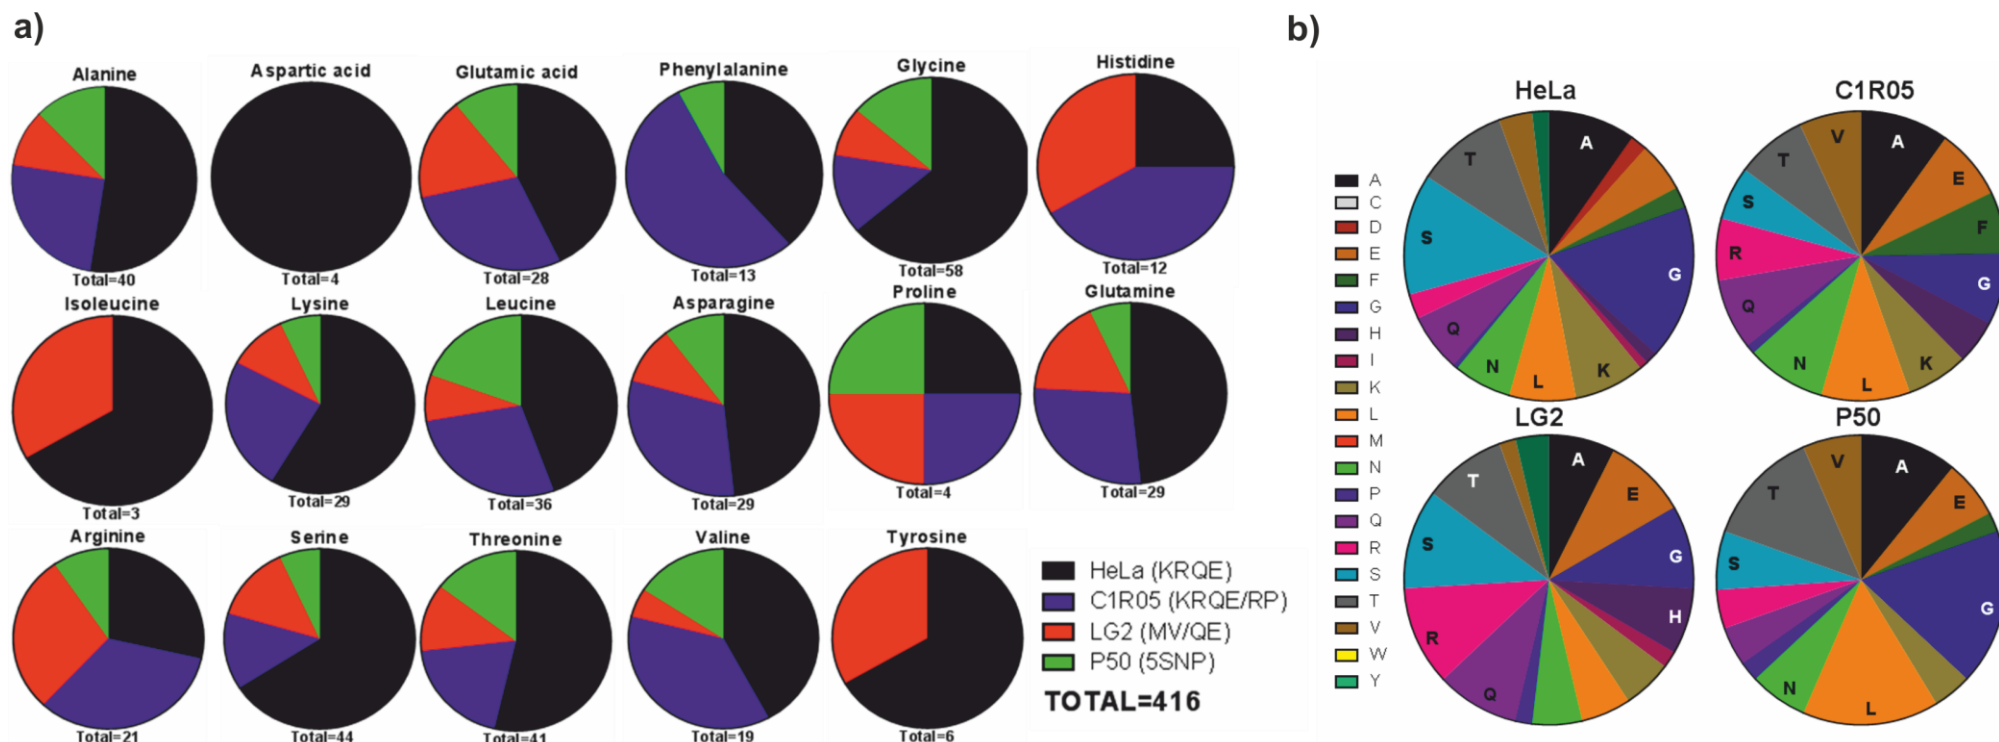 a)
Alanine
Aspartic acid
Glutamic acid
Phenylalanine
Glycine
Histidine
Total=40
Total=4
Total=28
Total=13
Total=58
Total=12
Isoleucine
Lysine
Leucine
Asparagine
Proline
Glutamine
Total=3
Total=29
Total=36
Total=29
Total=4
Total=29
Arginine
Serine
Threonine
Valine
Tyrosine
Total=21
Total=44
Total=41
Total=19
Total=6
HeLa (KRQE)
C1R05 (KRQE/RP)
LG2 (MV/QE)
P50 (5SNP)
TOTAL=416
b)
A
C
D
E
F
G
H
I
K
L
M
N
P
Q
R
S
T
V
W
Y
HeLa
A
G
K
L
N
Q
S
T
C1R05
A
E
F
G
K
L
N
Q
R
S
T
V
LG2
A
E
G
H
Q
R
S
T
P50
A
E
G
L
N
S
T
V